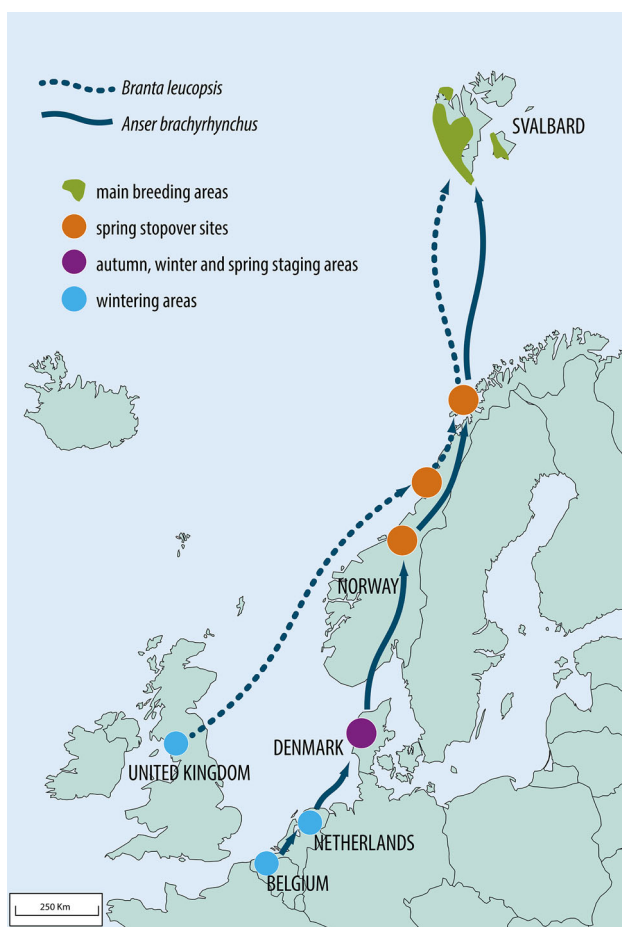 Branta leucopsis
Anser brachyrhynchus
SVALBARD
main breeding areas
spring stopover sites
autumn, winter and spring staging areas
wintering areas
NORWAY
DENMARK
UNITED KINGDOM
NETHERLANDS
BELGIUM
250 Km